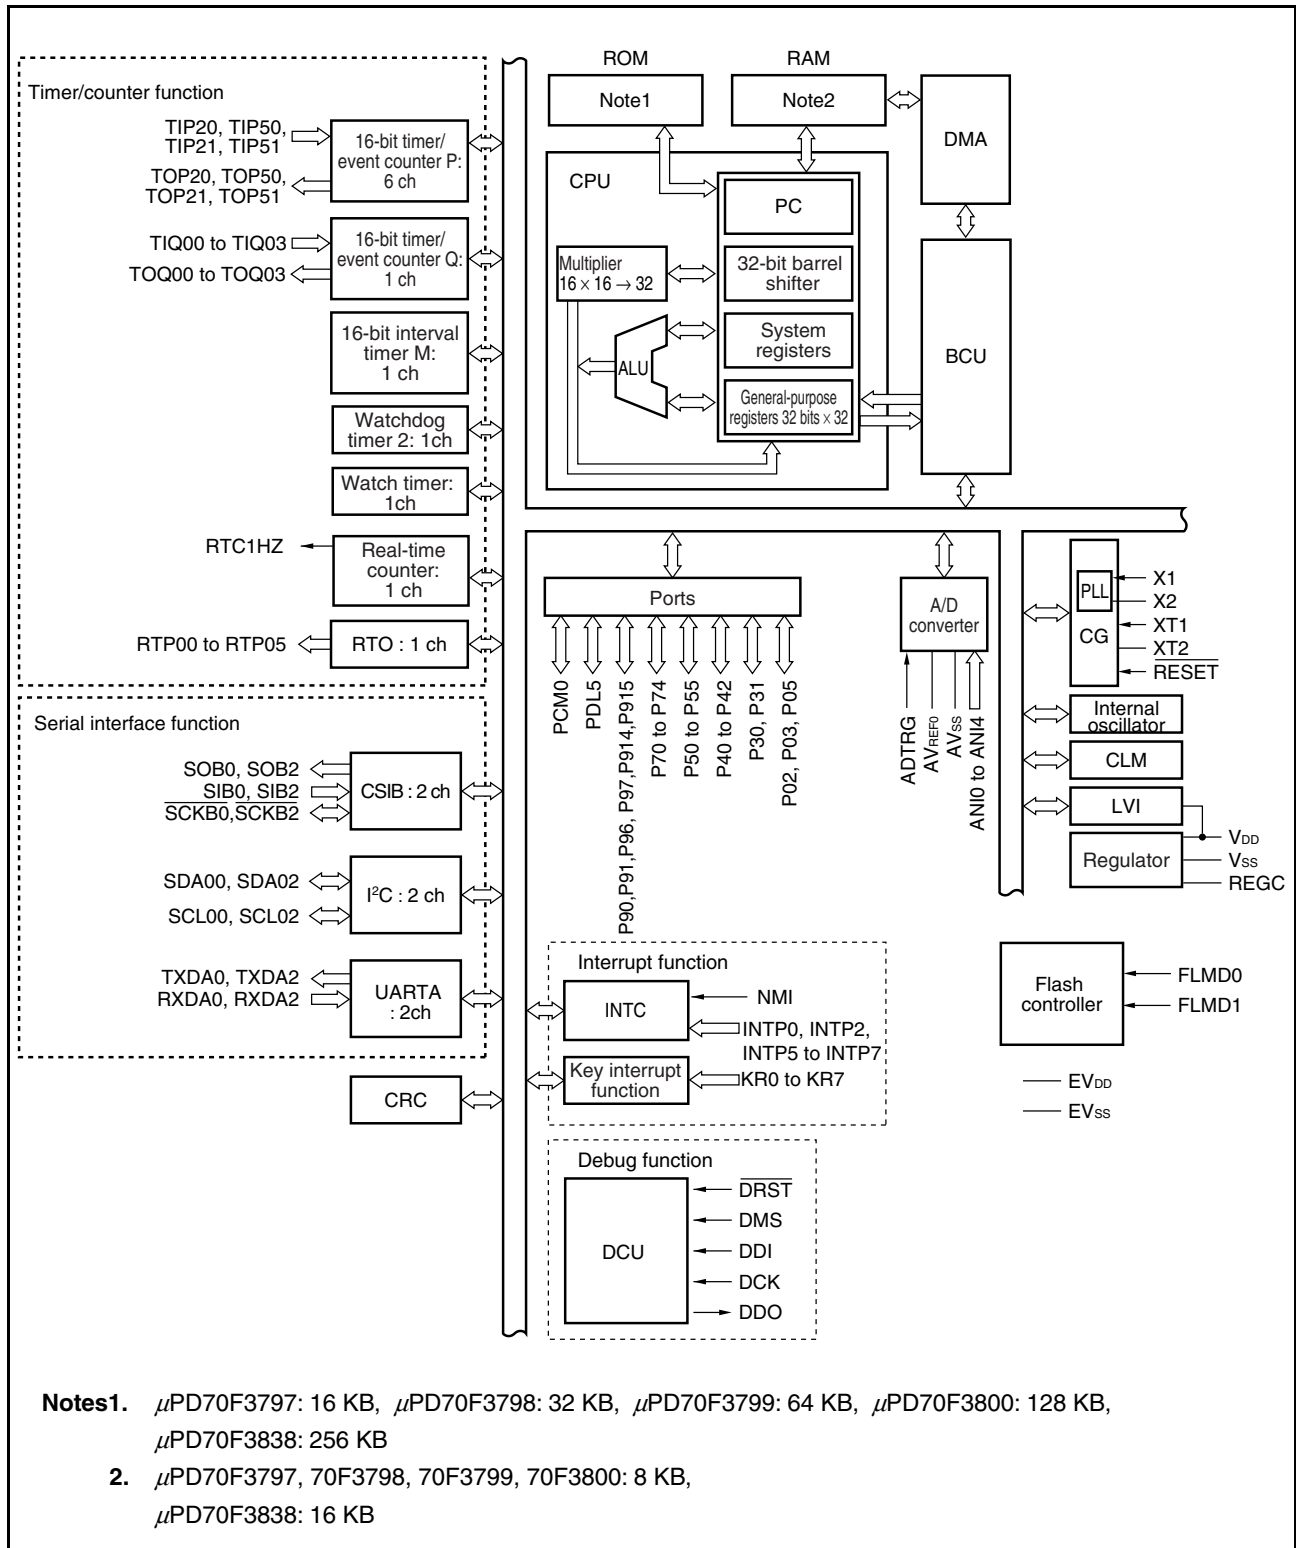 ROM
RAM
Timer/counter function
TIP20, TIP50,
TIP21, TIP51
TOP20, TOP50,
TOP21, TOP51
16-bit timer/
event counter P:
6 ch
TIQ00 to TIQ03
TOQ00 to TOQ03
16-bit timer/
event counter Q:
1 ch
16-bit interval
timer M:
1 ch
Watchdog
timer 2: 1ch
Watch timer:
1ch
RTC1HZ
Real-time
counter:
1 ch
RTP00 to RTP05
RTO : 1 ch
Note1
Note2
DMA
CPU
PC
Multiplier
16 × 16 → 32
32-bit barrel
shifter
ALU
System
registers
General-purpose
registers 32 bits × 32
BCU
Ports
PCM0
PDL5
P90,P91,P96, P97,P914,P915
P70 to P74
P50 to P55
P40 to P42
P30, P31
P02, P03, P05
A/D
converter
ADTRG
AVREF0
AVSS
ANI0 to ANI4
PLL
CG
X1
X2
XT1
XT2
RESET
Internal
oscillator
CLM
LVI
Regulator
VDD
VSS
REGC
Serial interface function
SOB0, SOB2
SIB0, SIB2
SCKB0,SCKB2
CSIB : 2 ch
SDA00, SDA02
SCL00, SCL02
I²C : 2 ch
TXDA0, TXDA2
RXDA0, RXDA2
UARTA
: 2ch
CRC
Interrupt function
INTC
NMI
INTP0, INTP2,
INTP5 to INTP7
Key interrupt
function
KR0 to KR7
Flash
controller
FLMD0
FLMD1
EVDD
EVSS
Debug function
DCU
DRST
DMS
DDI
DCK
DDO
Notes1. μPD70F3797: 16 KB, μPD70F3798: 32 KB, μPD70F3799: 64 KB, μPD70F3800: 128 KB,
μPD70F3838: 256 KB
2. μPD70F3797, 70F3798, 70F3799, 70F3800: 8 KB,
μPD70F3838: 16 KB